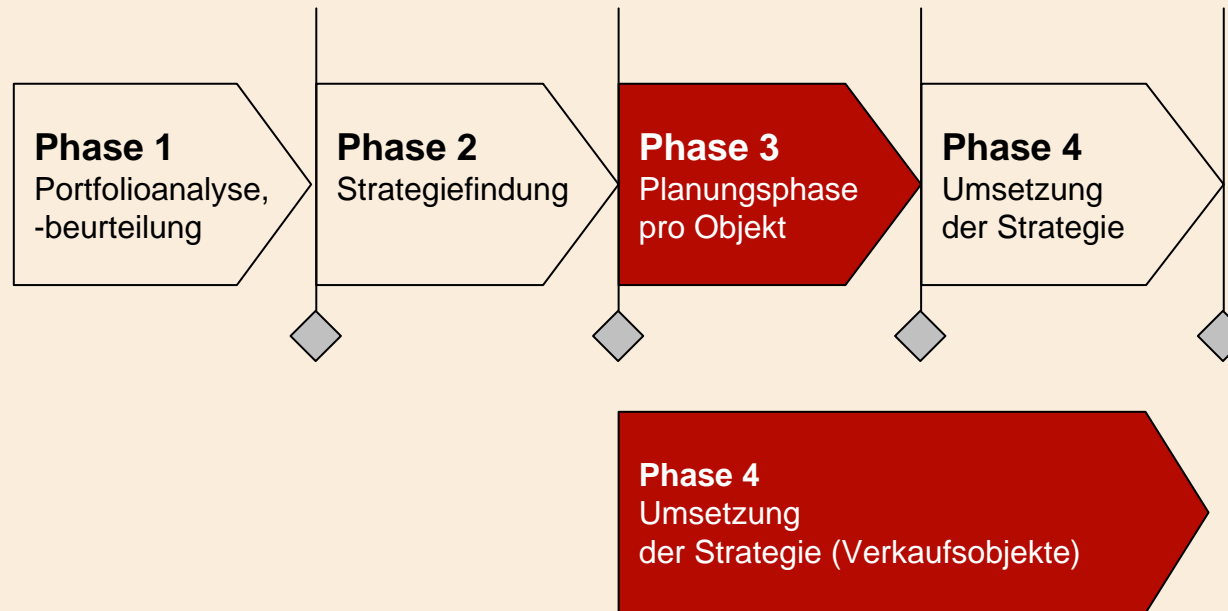 Phase 1
Portfolioanalyse,
-beurteilung
Phase 2
Strategiefindung
Phase 3
Planungsphase
pro Objekt
Phase 4
Umsetzung
der Strategie
Phase 4
Umsetzung
der Strategie (Verkaufsobjekte)